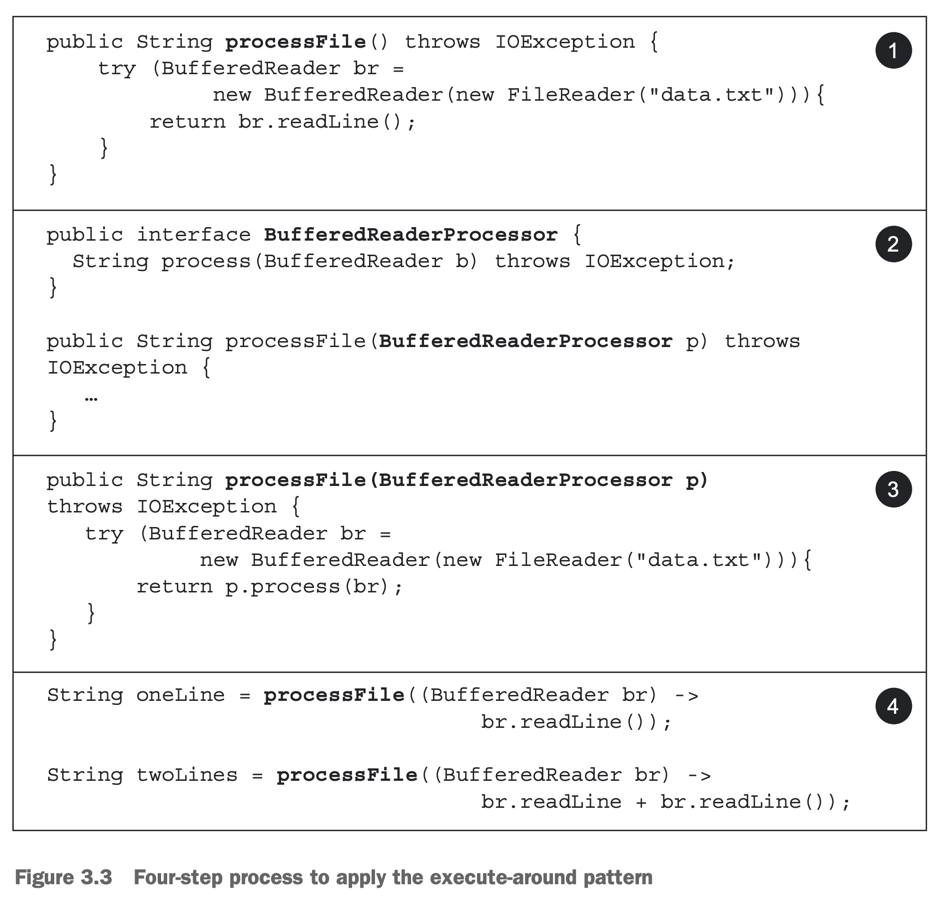 public String processFile() throws IOException {
    try (BufferedReader br =
             new BufferedReader(new FileReader("data.txt"))){
        return br.readLine();
    }
}
1
public interface BufferedReaderProcessor {
  String process(BufferedReader b) throws IOException;
}
public String processFile(BufferedReaderProcessor p) throws
IOException {
   …
}
2
public String processFile(BufferedReaderProcessor p)
throws IOException {
   try (BufferedReader br =
            new BufferedReader(new FileReader("data.txt"))){
       return p.process(br);
   }
}
3
String oneLine = processFile((BufferedReader br) ->
                                  br.readLine());
String twoLines = processFile((BufferedReader br) ->
                                  br.readLine + br.readLine());
4
Figure 3.3 Four-step process to apply the execute-around pattern